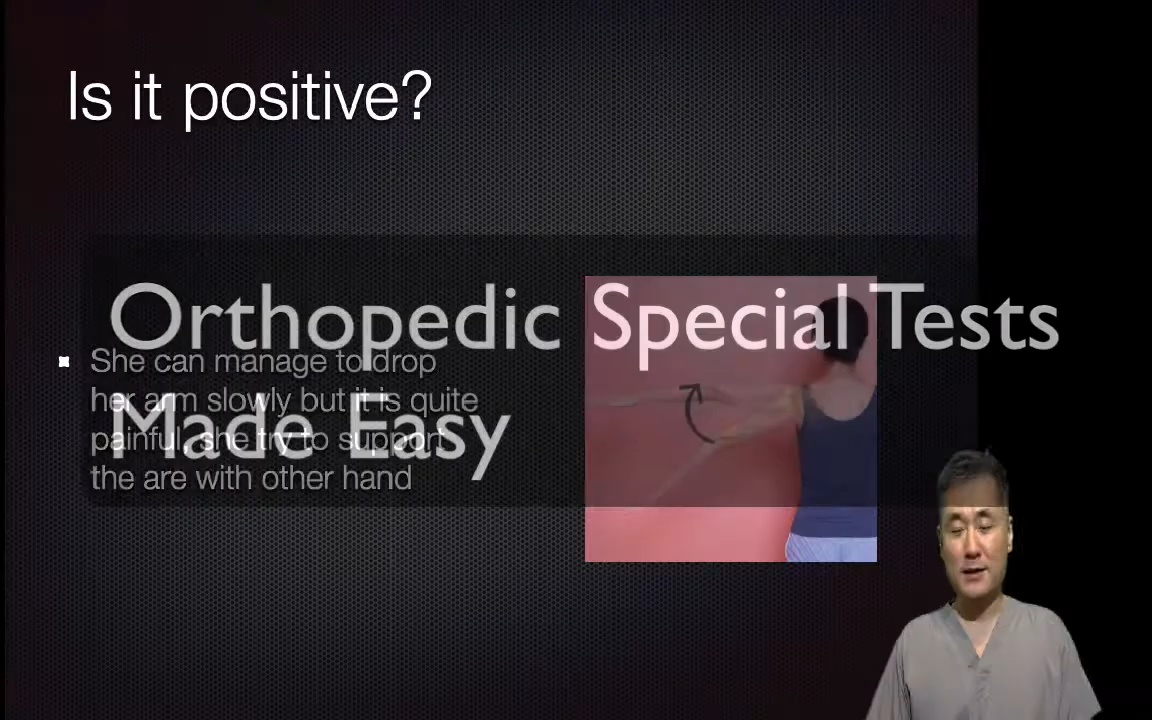 Is it positive?
Orthopedic Special Tests
Made Easy
She can manage to drop
her arm slowly but it is quite
painful, she try to support
the are with other hand